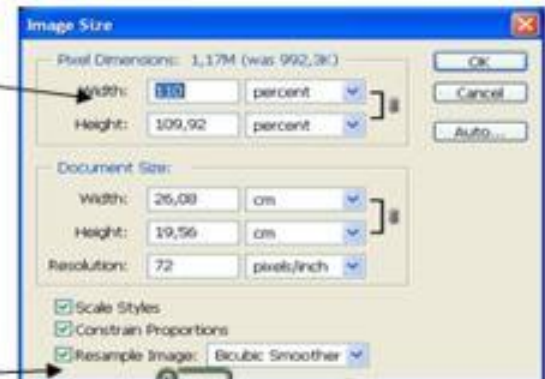 Image Size
Pixel Dimensions: 1,17M (was 992,3K)
OK
Width: 110 percent
Cancel
Height: 109,92 percent
Auto...
Document Size:
Width: 26,08 cm
Height: 19,56 cm
Resolution: 72 pixels/inch
Scale Styles
Constrain Proportions
Resample Image: Bicubic Smoother